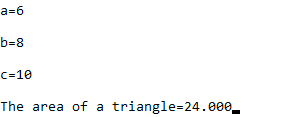 a=6
b=8
c=10
The area of a triangle=24.000